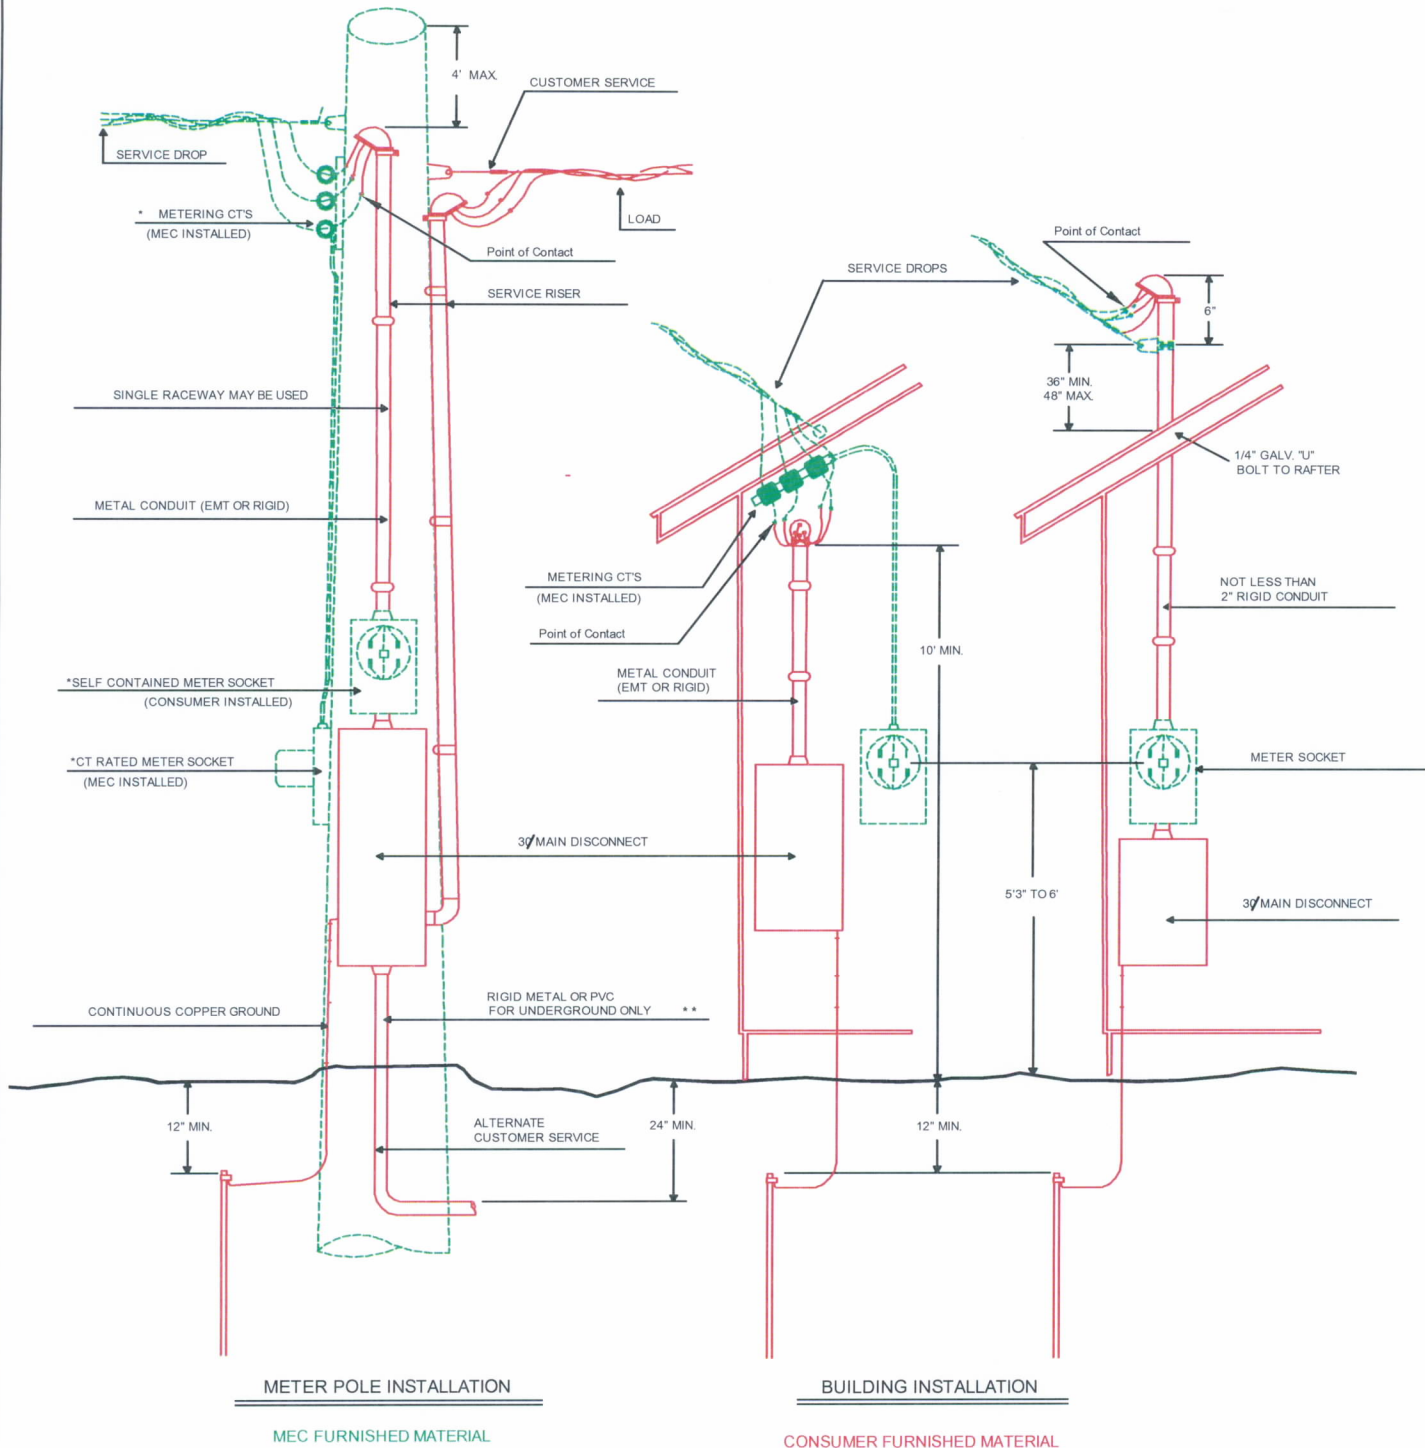 4' MAX.
CUSTOMER SERVICE
SERVICE DROP
* METERING CT'S
(MEC INSTALLED)
LOAD
Point of Contact
SERVICE RISER
SINGLE RACEWAY MAY BE USED
METAL CONDUIT (EMT OR RIGID)
*SELF CONTAINED METER SOCKET
(CONSUMER INSTALLED)
*CT RATED METER SOCKET
(MEC INSTALLED)
30/MAIN DISCONNECT
CONTINUOUS COPPER GROUND
RIGID METAL OR PVC
FOR UNDERGROUND ONLY **
12" MIN.
ALTERNATE
CUSTOMER SERVICE
24" MIN.
SERVICE DROPS
METERING CT'S
(MEC INSTALLED)
Point of Contact
METAL CONDUIT
(EMT OR RIGID)
10' MIN.
5'3" TO 6'
12" MIN.
Point of Contact
6"
36" MIN.
48" MAX.
1/4" GALV. "U"
BOLT TO RAFTER
NOT LESS THAN
2" RIGID CONDUIT
METER SOCKET
30/MAIN DISCONNECT
METER POLE INSTALLATION
BUILDING INSTALLATION
MEC FURNISHED MATERIAL
CONSUMER FURNISHED MATERIAL